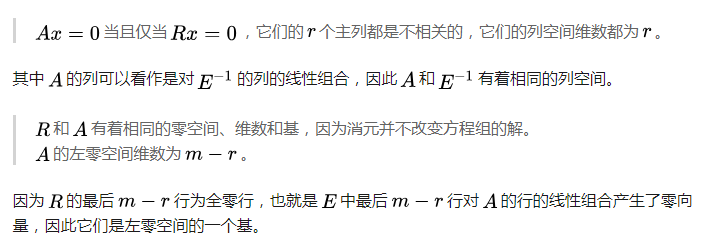 Ax = 0 当且仅当 Rx = 0 ，它们的 r 个主列都是不相关的，它们的列空间维数都为 r 。
其中 A 的列可以看作是对 E⁻¹ 的列的线性组合，因此 A 和 E⁻¹ 有着相同的列空间。
R 和 A 有着相同的零空间、维数和基，因为消元并不改变方程组的解。
A 的左零空间维数为 m − r 。
因为 R 的最后 m − r 行为全零行，也就是 E 中最后 m − r 行对 A 的行的线性组合产生了零向
量，因此它们是左零空间的一个基。